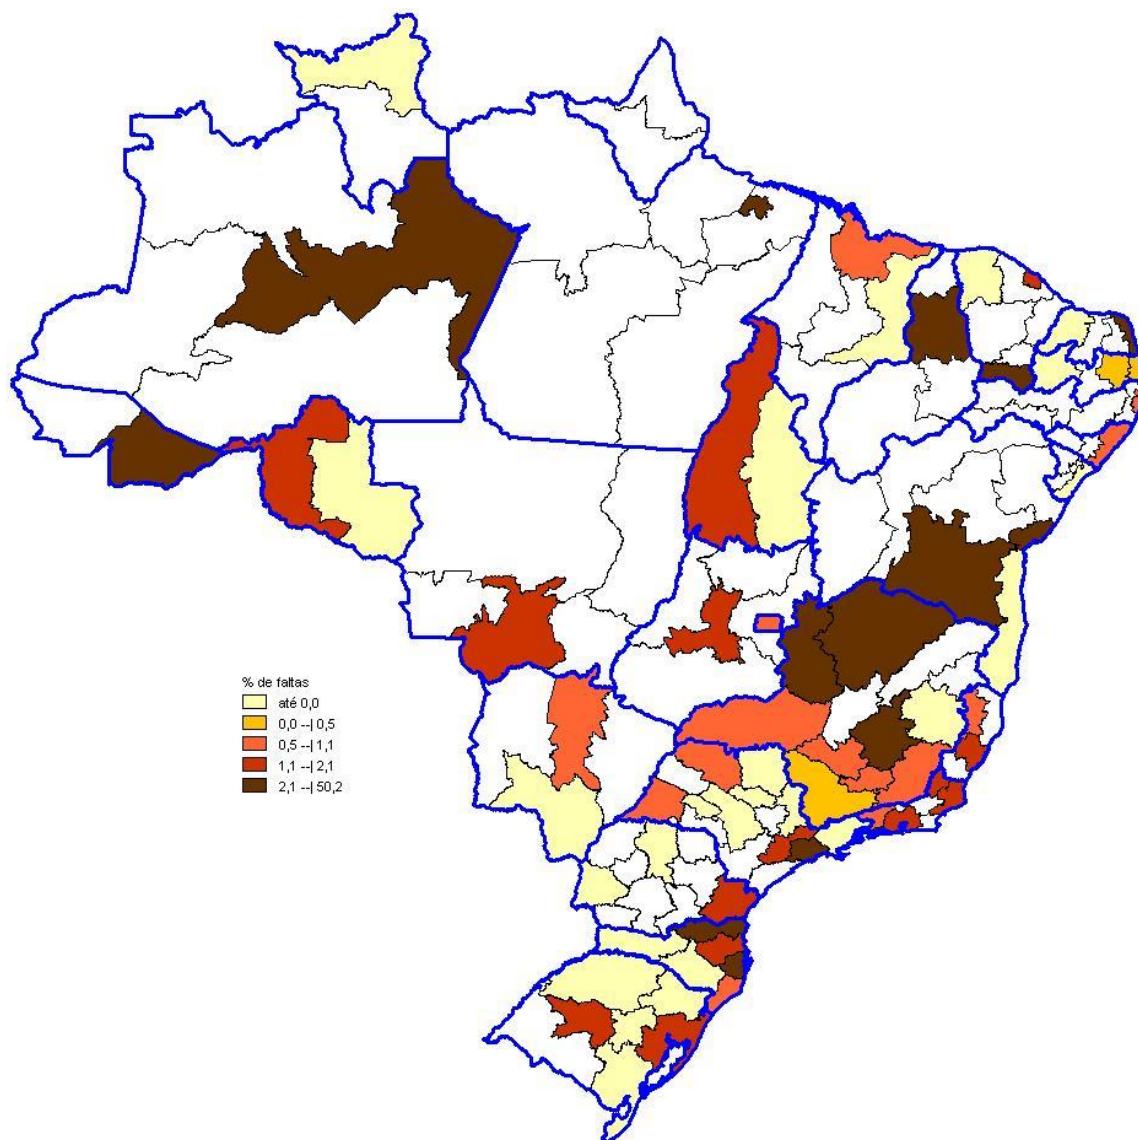 % de faltas
até 0,0
0,0 --| 0,5
0,5 --| 1,1
1,1 --| 2,1
2,1 --| 50,2